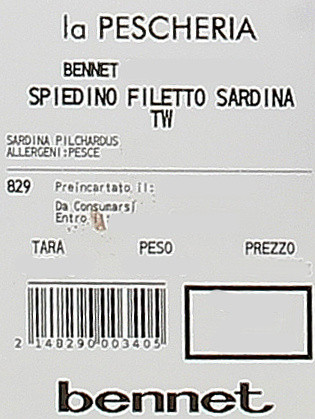 la PESCHERIA
BENNET
SPIEDINO FILETTO SARDINA
TW
SARDINA PILCHARDUS
ALLERGENI:PESCE
829 Preincartato il:
Da Consumarsi
Entro il:
TARA PESO PREZZO
2 148290 003405
bennet